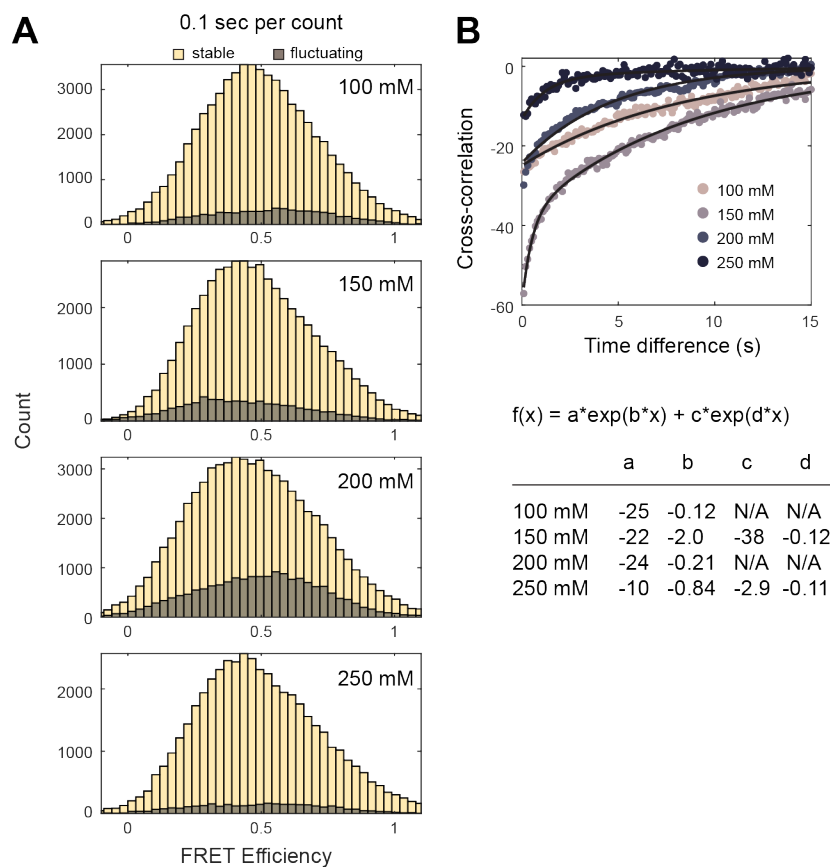 A
0.1 sec per count
stable
fluctuating
100 mM
3000
2000
1000
0
0
0.5
1
150 mM
2000
1000
0
0
0.5
1
200 mM
3000
2000
1000
0
0
0.5
1
250 mM
2000
1000
0
0
0.5
1
Count
FRET Efficiency
B
0
-20
-40
-60
Cross-correlation
100 mM
150 mM
200 mM
250 mM
0
5
10
15
Time difference (s)
f(x) = a*exp(b*x) + c*exp(d*x)
a b c d
100 mM -25 -0.12 N/A N/A
150 mM -22 -2.0 -38 -0.12
200 mM -24 -0.21 N/A N/A
250 mM -10 -0.84 -2.9 -0.11